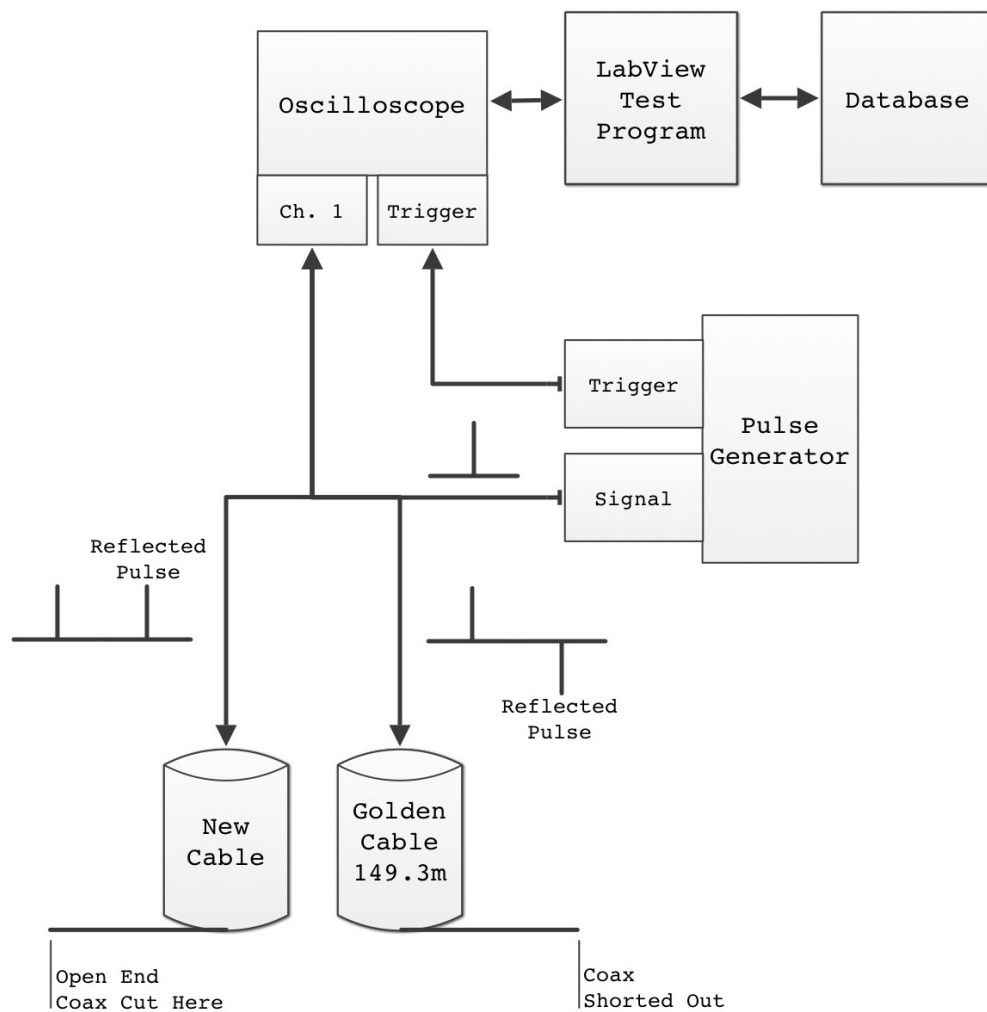 Oscilloscope
LabView
Test
Program
Database
Ch. 1
Trigger
Trigger
Pulse
Generator
Signal
Reflected
Pulse
Reflected
Pulse
New
Cable
Golden
Cable
149.3m
Open End
Coax Cut Here
Coax
Shorted Out